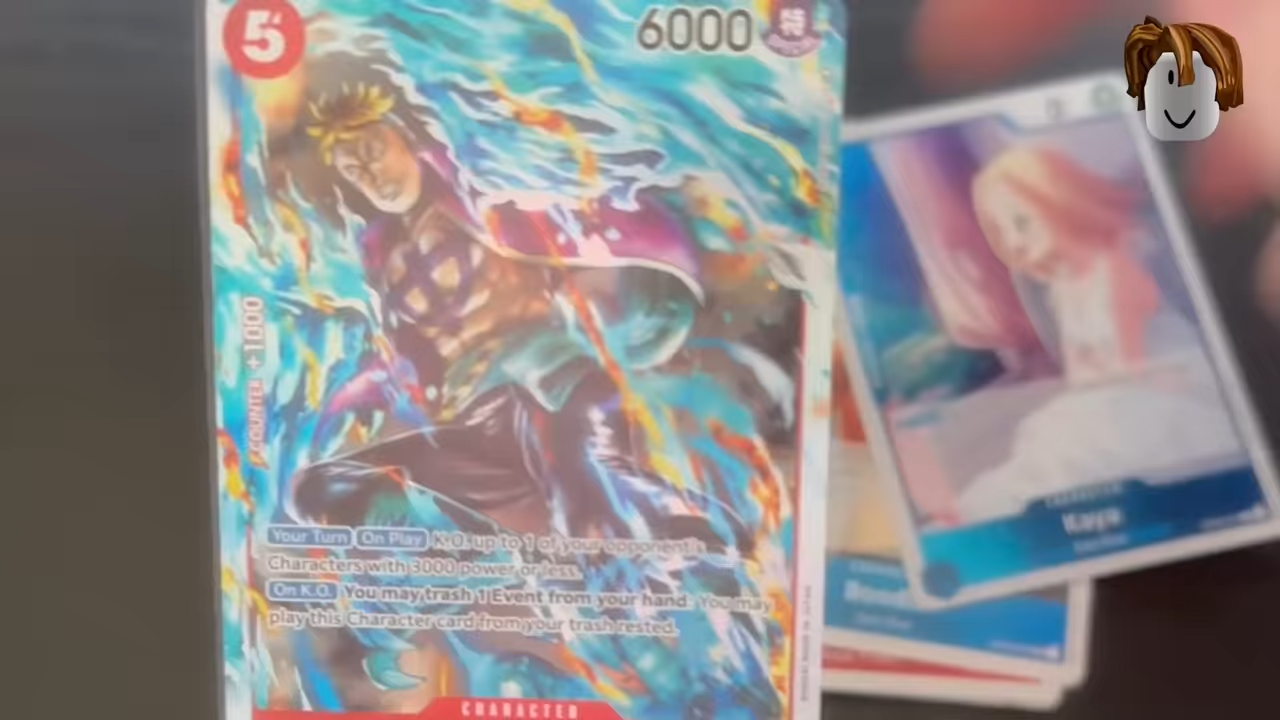 5
6000
COUNTER +1000
Your Turn On Play K.O. up to 1 of your opponent's
Characters with 3000 power or less.
On K.O. You may trash 1 Event from your hand: You may
play this Character card from your trash rested.
CHARACTER
Kaya